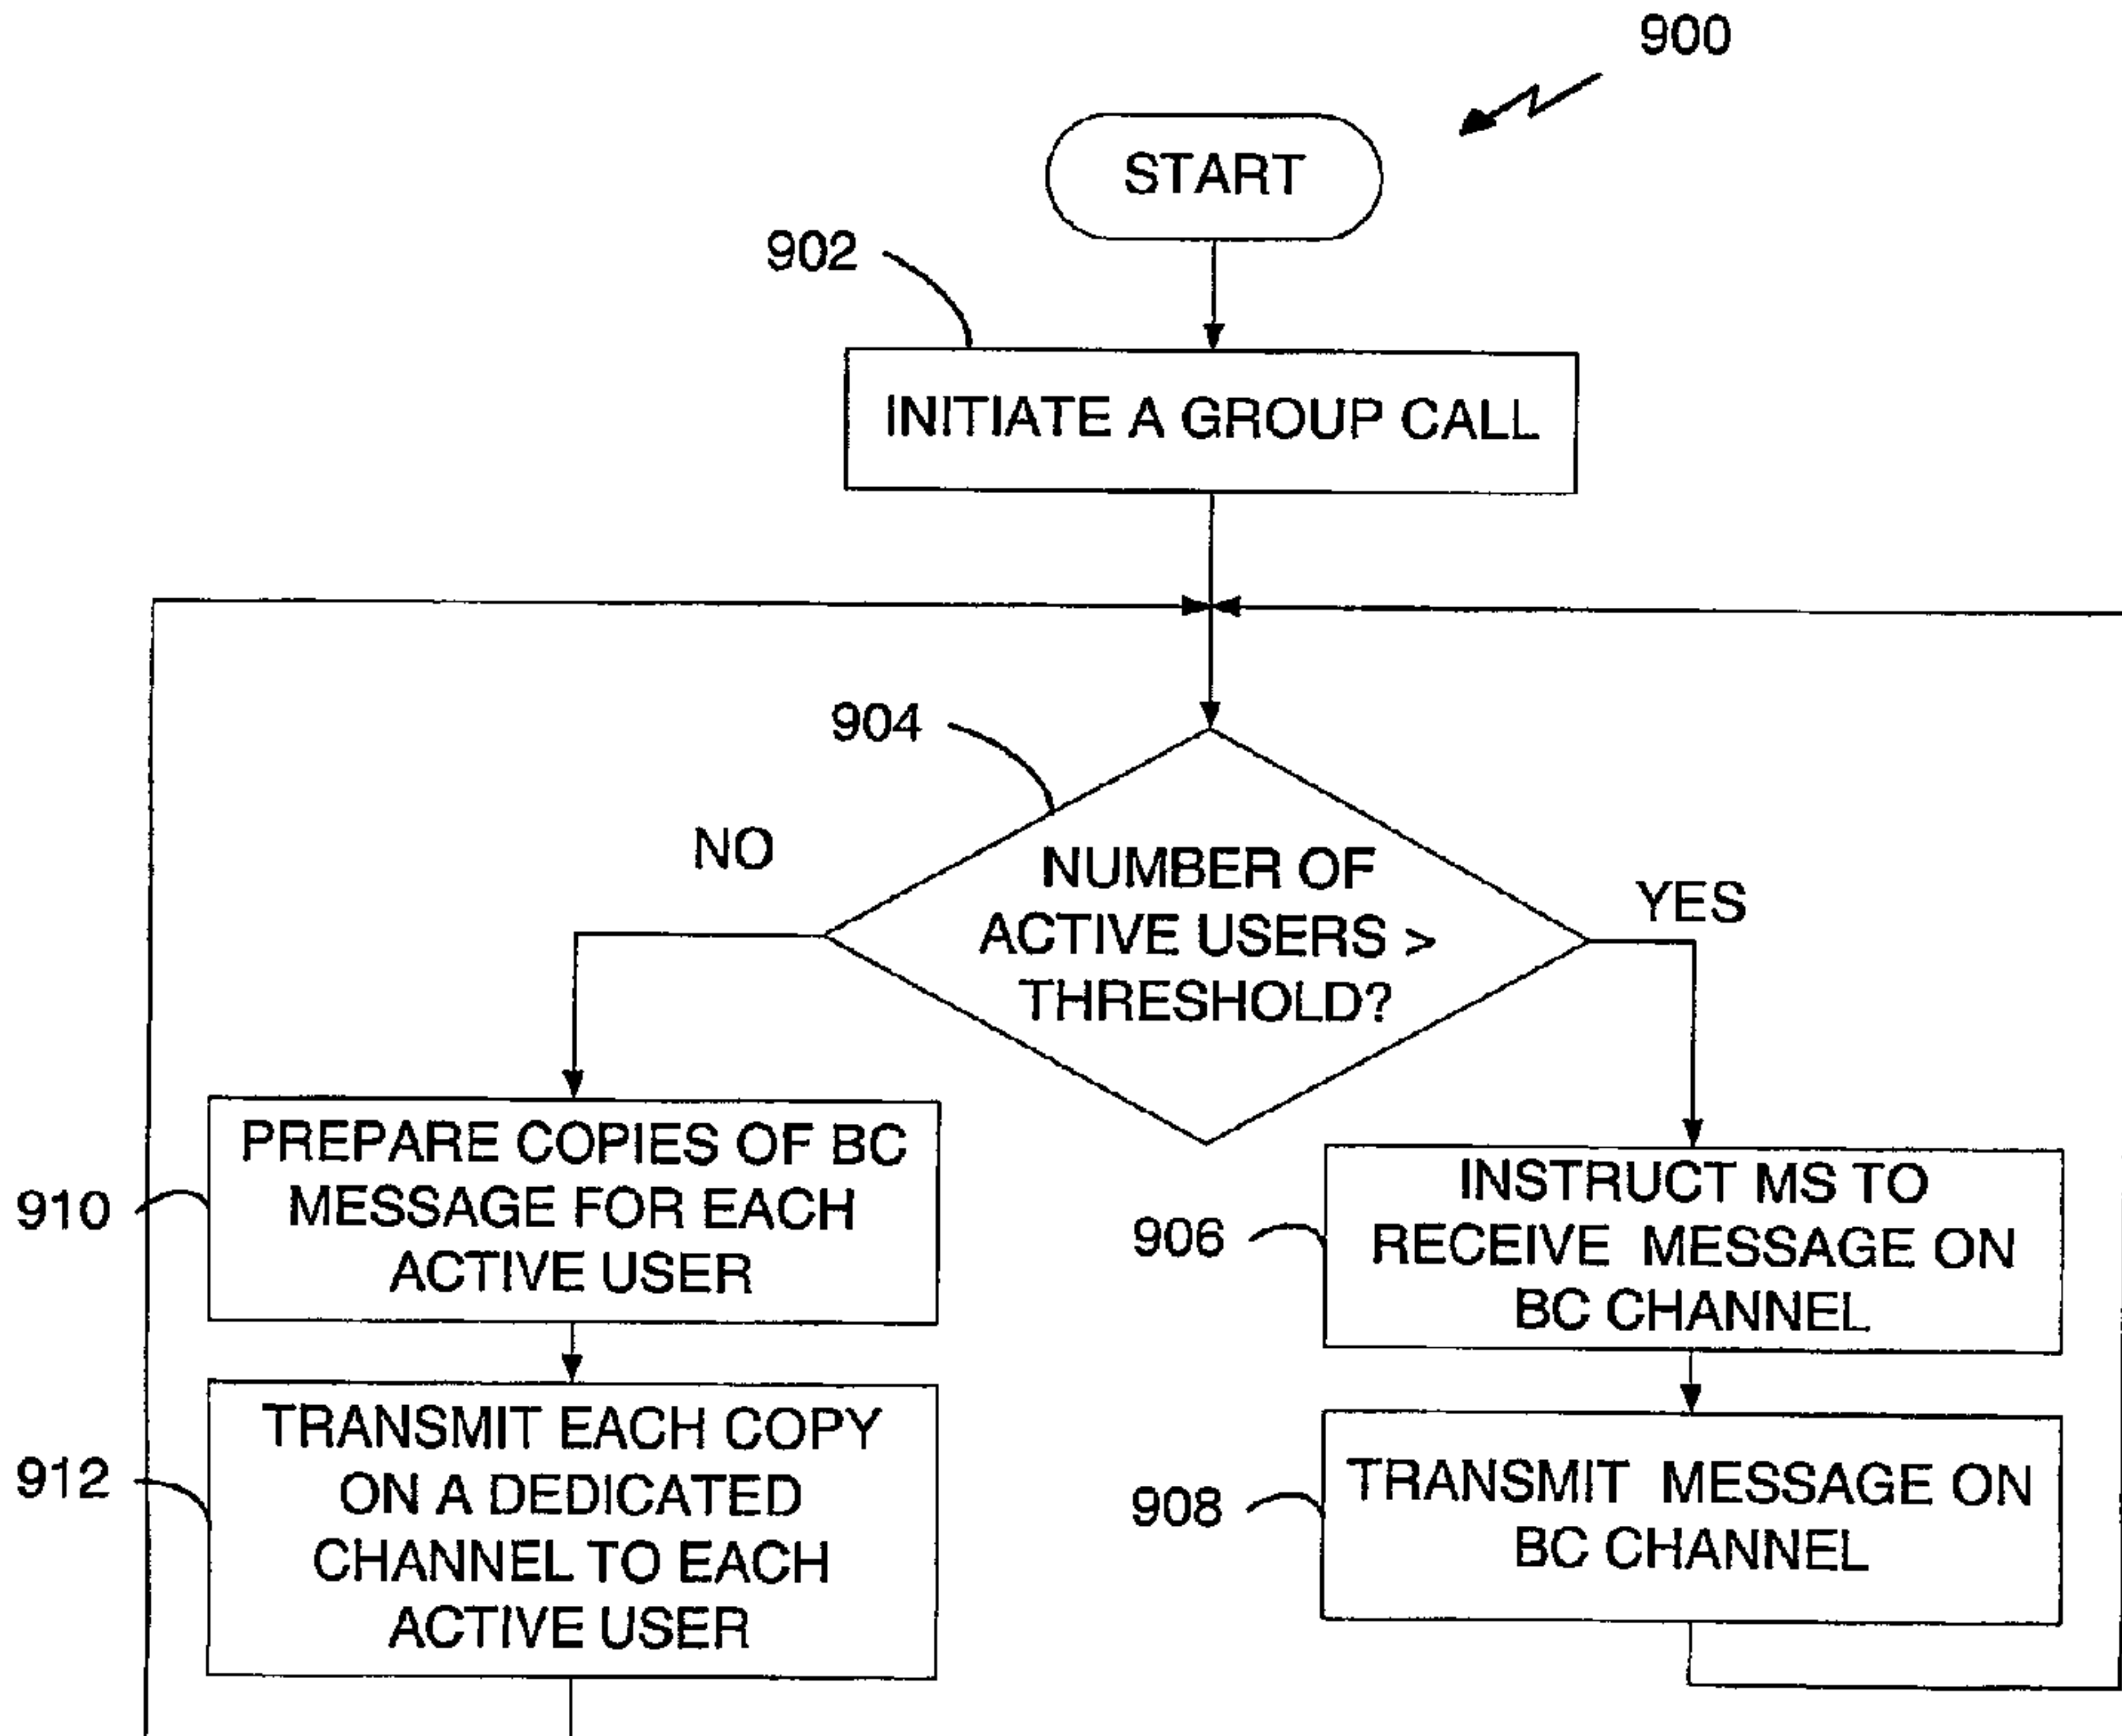 900
START
902
INITIATE A GROUP CALL
904
NO
NUMBER OF
ACTIVE USERS >
THRESHOLD?
YES
910
PREPARE COPIES OF BC
MESSAGE FOR EACH
ACTIVE USER
906
INSTRUCT MS TO
RECEIVE MESSAGE ON
BC CHANNEL
912
TRANSMIT EACH COPY
ON A DEDICATED
CHANNEL TO EACH
ACTIVE USER
908
TRANSMIT MESSAGE ON
BC CHANNEL